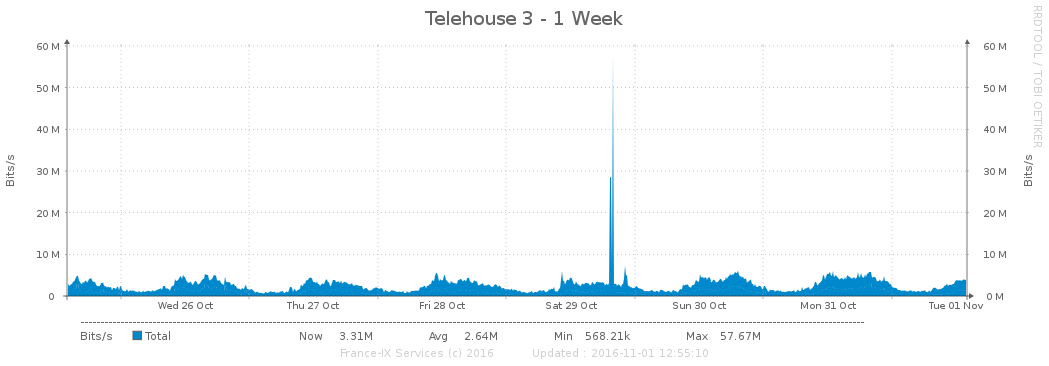 Telehouse 3 - 1 Week
RRDTOOL / TOBI OETIKER
Bits/s
Bits/s
60 M 60 M
50 M 50 M
40 M 40 M
30 M 30 M
20 M 20 M
10 M 10 M
0 0 M
Wed 26 Oct Thu 27 Oct Fri 28 Oct Sat 29 Oct Sun 30 Oct Mon 31 Oct Tue 01 Nov
Bits/s Total Now 3.31M Avg 2.64M Min 568.21k Max 57.67M
France-IX Services (c) 2016 Updated : 2016-11-01 12:55:10